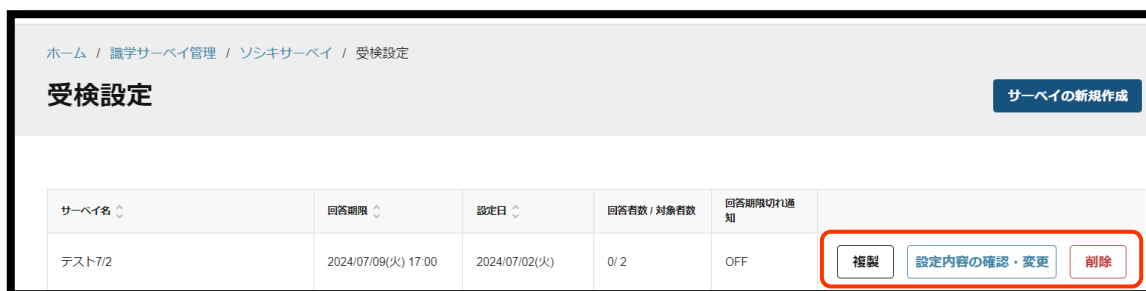 ホーム / 識学サーベイ管理 / ソシキサーベイ / 受検設定
受検設定
サーベイの新規作成
サーベイ名 回答期限 設定日 回答者数 / 対象者数 回答期限切れ通
知
テスト7/2 2024/07/09(火) 17:00 2024/07/02(火) 0/ 2 OFF 複製 設定内容の確認・変更 削除